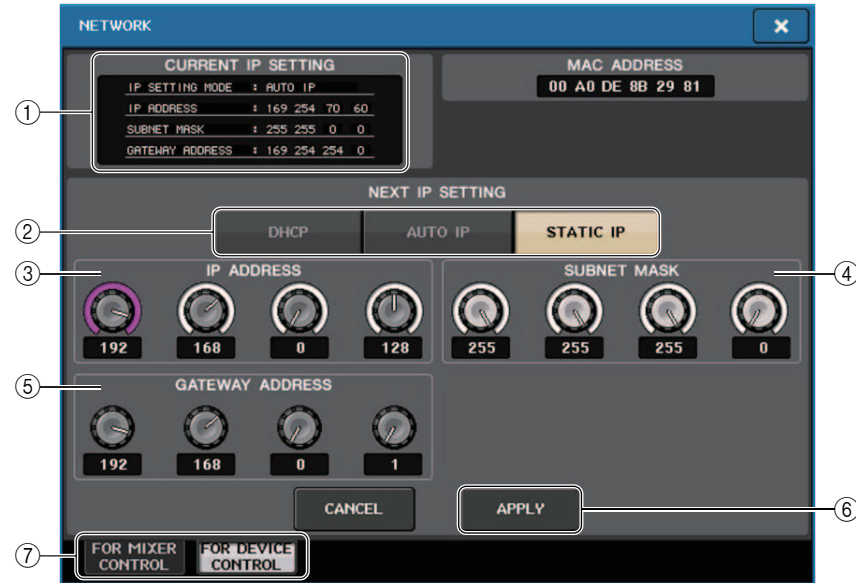 NETWORK
CURRENT IP SETTING
IP SETTING MODE : AUTO IP
IP ADDRESS : 169 254 70 60
SUBNET MASK : 255 255 0 0
GATEWAY ADDRESS : 169 254 254 0
MAC ADDRESS
00 A0 DE 8B 29 81
①
NEXT IP SETTING
② DHCP AUTO IP STATIC IP
③ IP ADDRESS
192 168 0 128
SUBNET MASK ④
255 255 255 0
⑤ GATEWAY ADDRESS
192 168 0 1
CANCEL APPLY ⑥
⑦ FOR MIXER CONTROL
FOR DEVICE CONTROL